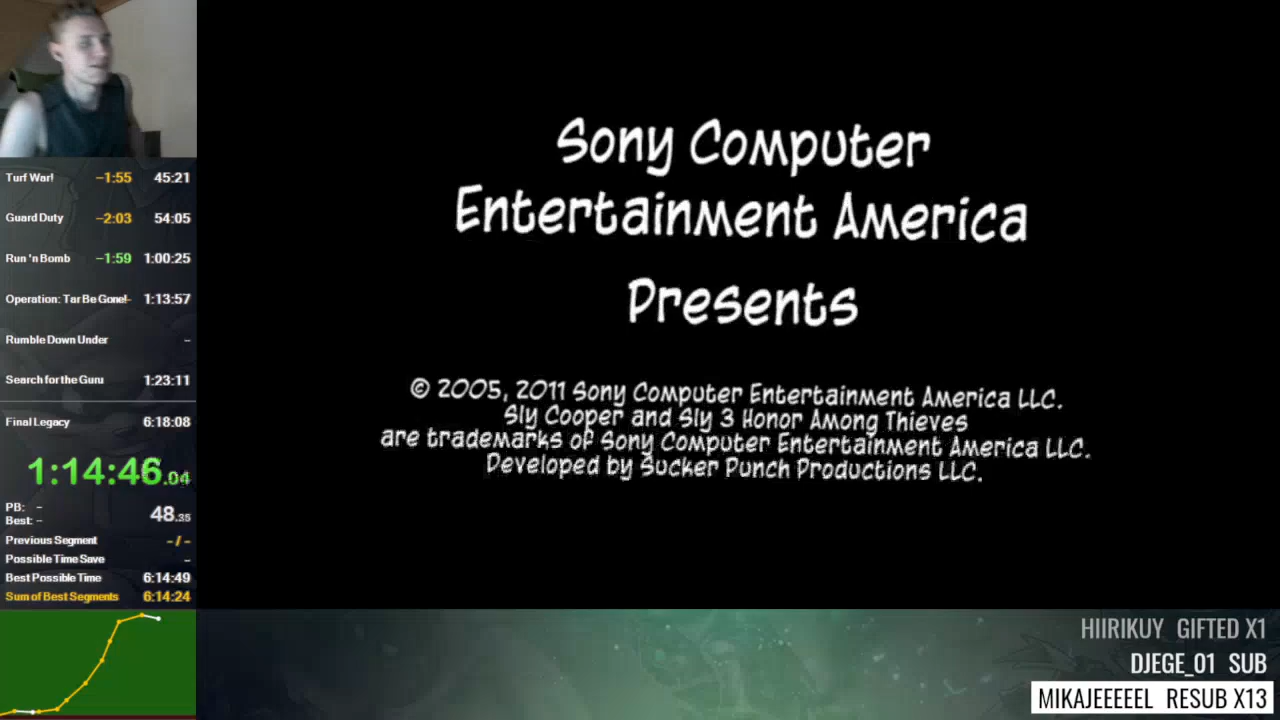 Turf War! -1:55 45:21
Guard Duty -2:03 54:05
Run 'n Bomb -1:59 1:00:25
Operation: Tar Be Gone!- 1:13:57
Rumble Down Under -
Search for the Guru 1:23:11
Final Legacy 6:18:08
1:14:46.04
PB: -
Best: -
48.35
Previous Segment - / -
Possible Time Save -
Best Possible Time 6:14:49
Sum of Best Segments 6:14:24
Sony Computer
Entertainment America
Presents
© 2005, 2011 Sony Computer Entertainment America LLC.
Sly Cooper and Sly 3 Honor Among Thieves
are trademarks of Sony Computer Entertainment America LLC.
Developed by Sucker Punch Productions LLC.
HIIRIKUY GIFTED X1
DJEGE_01 SUB
MIKAJEEEEEL RESUB X13